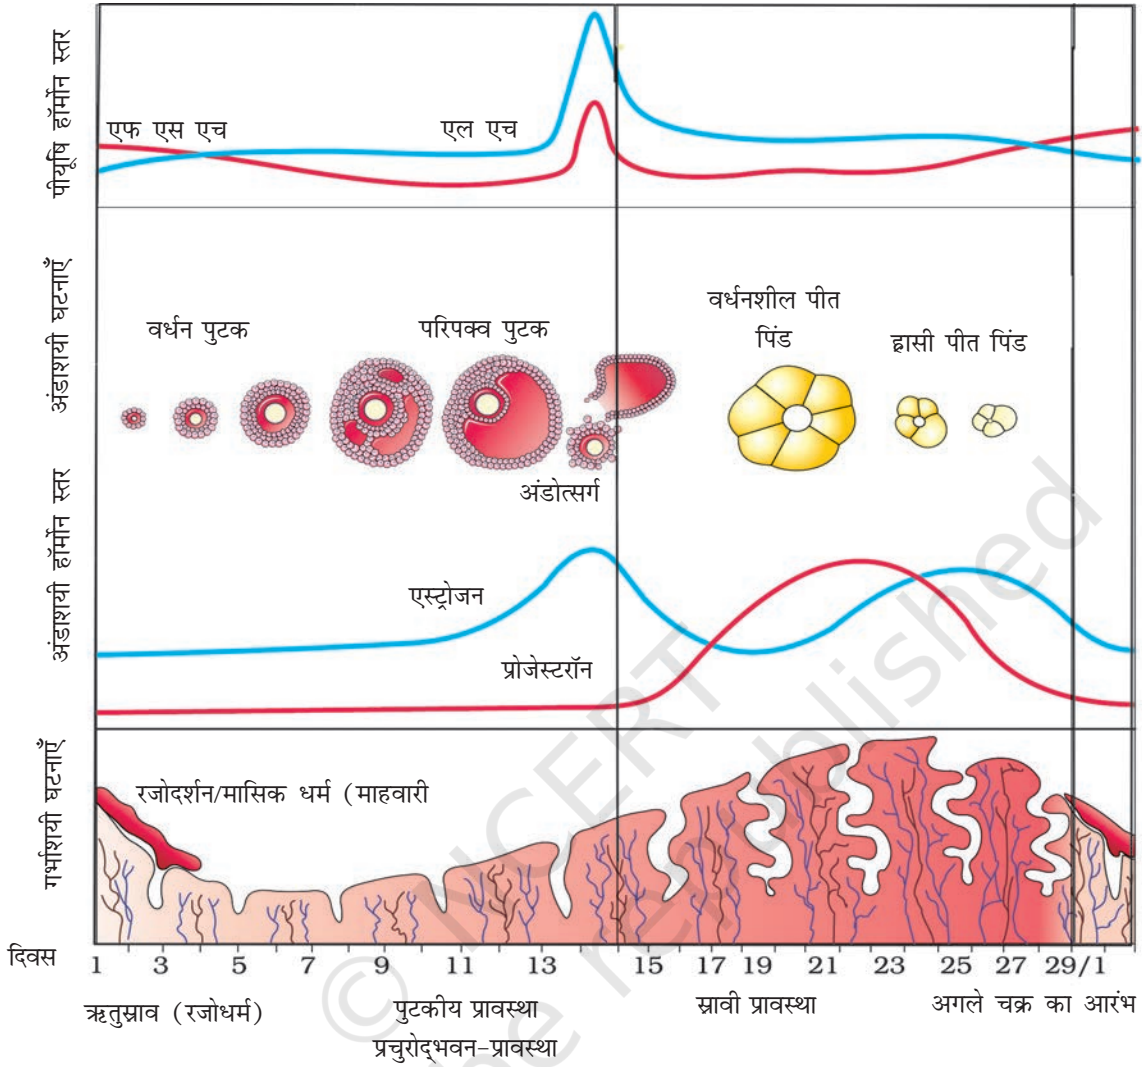 पीयूषि हॉर्मोन स्तर
एफ एस एच
एल एच
अंडाशयी घटनाएँ
वर्धन पुटक
परिपक्व पुटक
वर्धनशील पीत
पिंड
ह्रासी पीत पिंड
अंडोत्सर्ग
अंडाशयी हॉर्मोन स्तर
एस्ट्रोजन
प्रोजेस्टरॉन
गर्भाशयी घटनाएँ
रजोदर्शन/मासिक धर्म (माहवारी
दिवस 1 3 5 7 9 11 13 15 17 19 21 23 25 27 29/1
ऋतुस्राव (रजोधर्म)
पुटकीय प्रावस्था
प्रचुरोद्‌भवन-प्रावस्था
स्रावी प्रावस्था
अगले चक्र का आरंभ
© NCERT
be republished